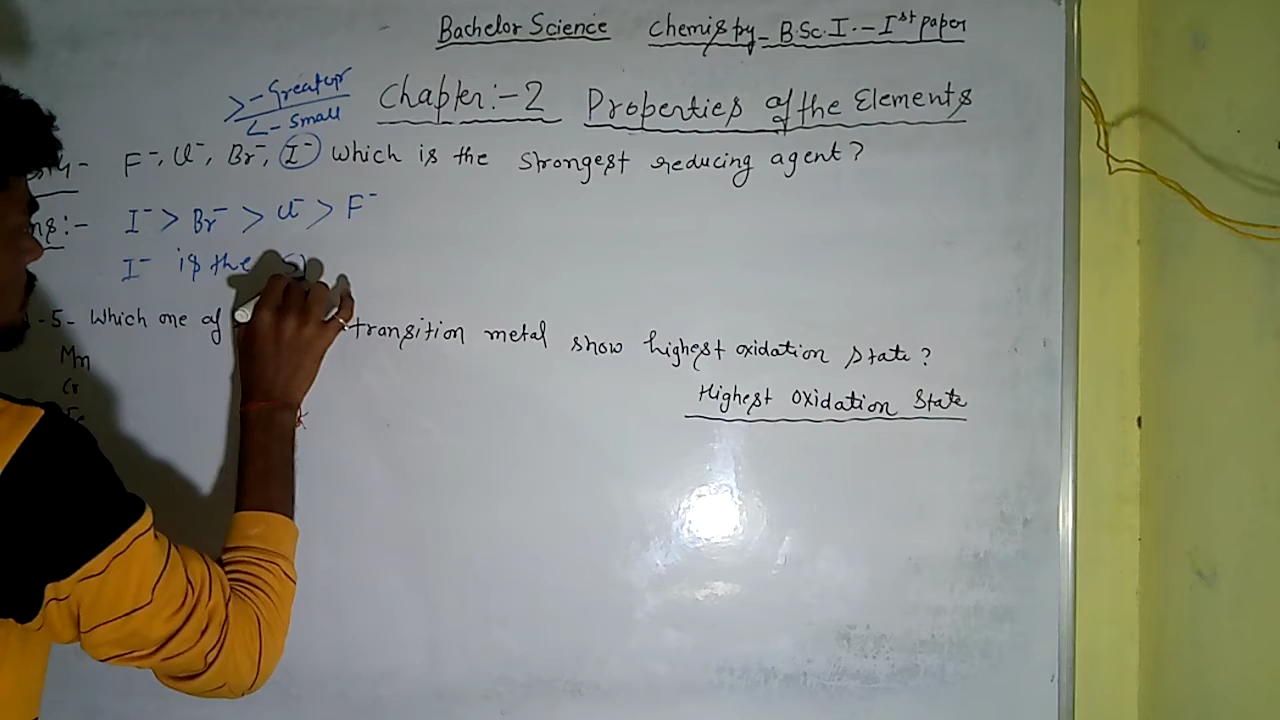 Bachelor Science Chemistry - B.Sc. I. - Ist paper
> - Greater
< - Small
Chapter:- 2 Properties of the Elements
F⁻, Cl⁻, Br⁻, I⁻ Which is the strongest reducing agent?
:- I⁻ > Br⁻ > Cl⁻ > F⁻
I⁻ is the
-5- Which one of transition metal show highest oxidation state?
Mn
Cr
Highest Oxidation State